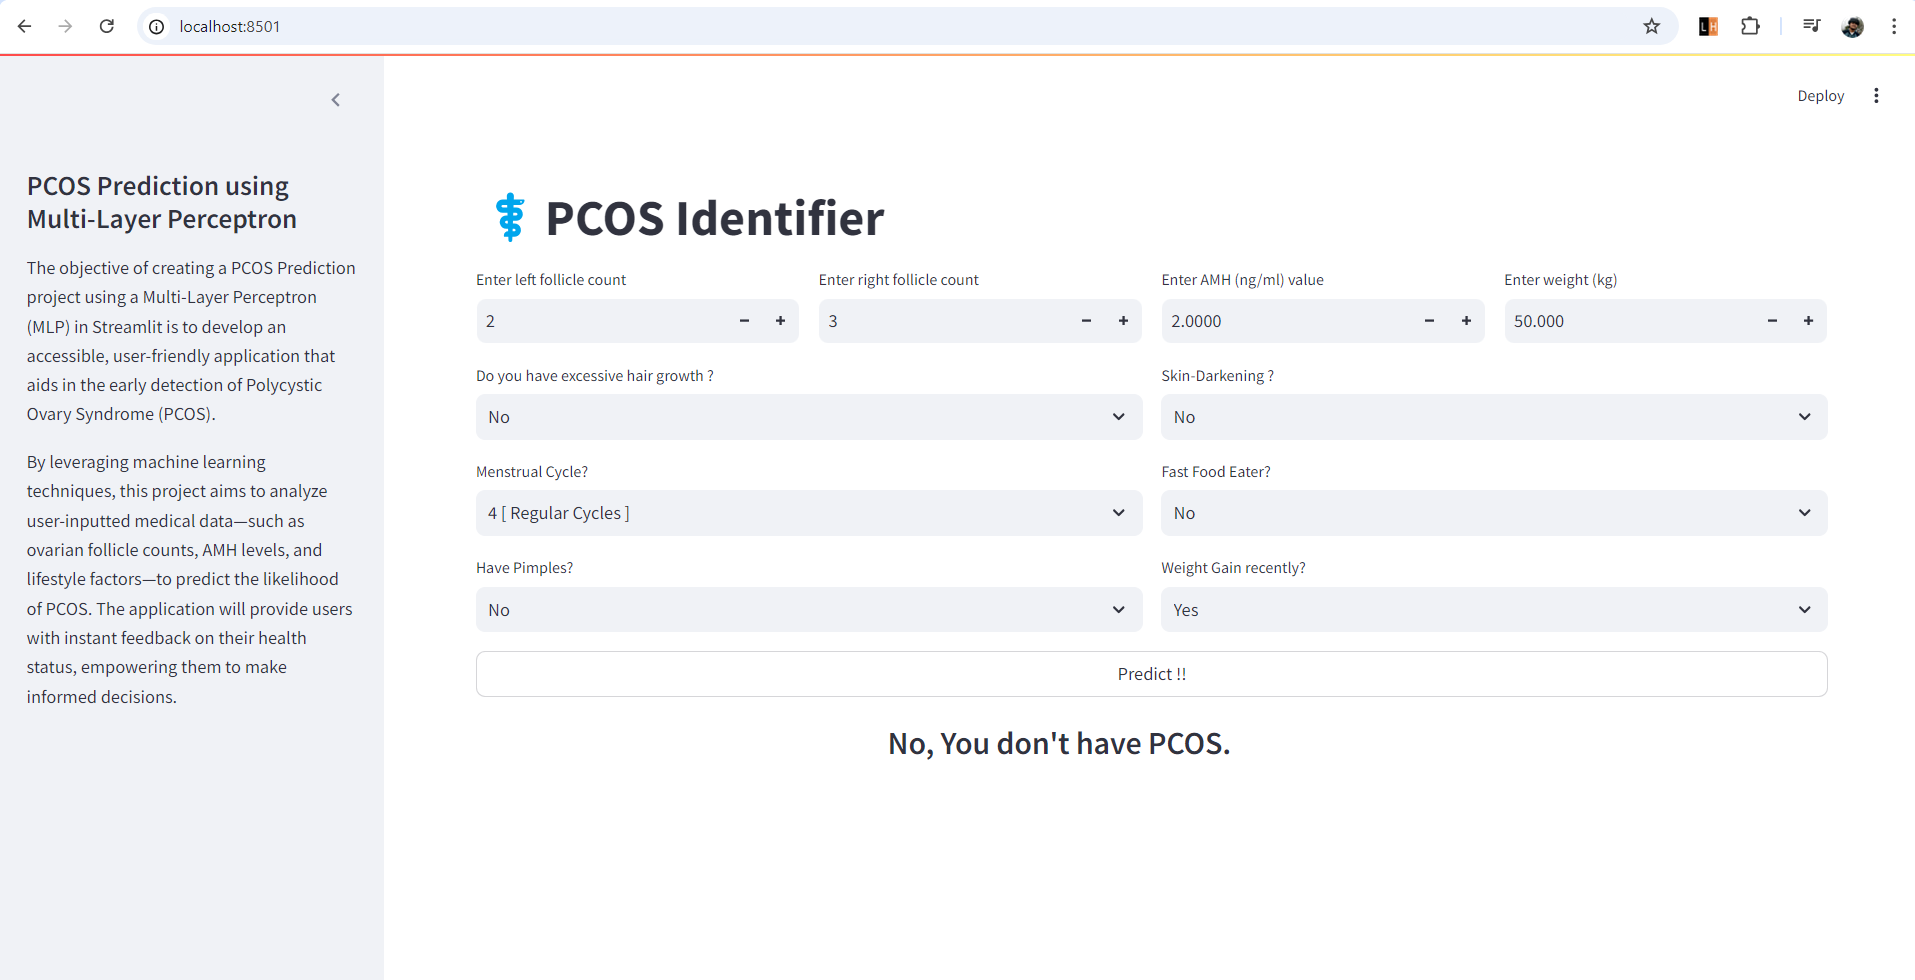 localhost:8501
LH
Deploy
PCOS Prediction using
Multi-Layer Perceptron
The objective of creating a PCOS Prediction
project using a Multi-Layer Perceptron
(MLP) in Streamlit is to develop an
accessible, user-friendly application that
aids in the early detection of Polycystic
Ovary Syndrome (PCOS).
By leveraging machine learning
techniques, this project aims to analyze
user-inputted medical data—such as
ovarian follicle counts, AMH levels, and
lifestyle factors—to predict the likelihood
of PCOS. The application will provide users
with instant feedback on their health
status, empowering them to make
informed decisions.
PCOS Identifier
Enter left follicle count
2
Enter right follicle count
3
Enter AMH (ng/ml) value
2.0000
Enter weight (kg)
50.000
Do you have excessive hair growth ?
No
Skin-Darkening ?
No
Menstrual Cycle?
4 [ Regular Cycles ]
Fast Food Eater?
No
Have Pimples?
No
Weight Gain recently?
Yes
Predict !!
No, You don't have PCOS.